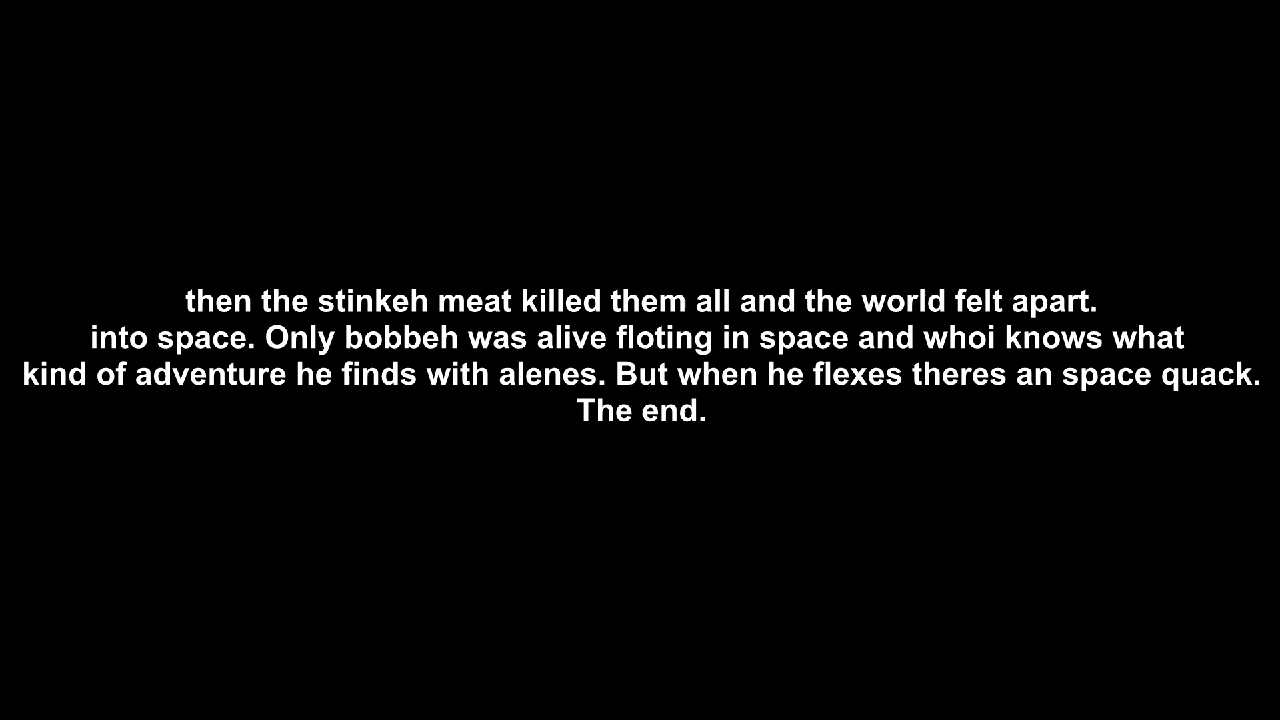 then the stinkeh meat killed them all and the world felt apart.
into space. Only bobbeh was alive floting in space and whoi knows what
kind of adventure he finds with alenes. But when he flexes theres an space quack.
The end.